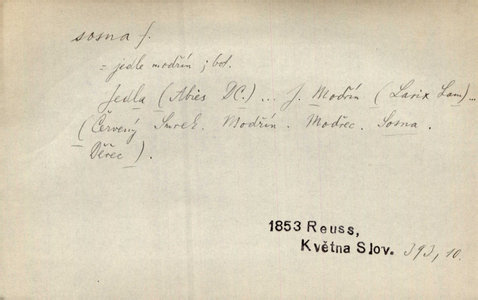 sosna f.
= jedle modřín ; bot.
Jedla (Abies DC.) ... J. Modřín (Larix Lam) ...
(Červený Smrek. Modřín. Modřec. Sosna.
Děřec).
1853 Reuss,
Května Slov. 393, 10.